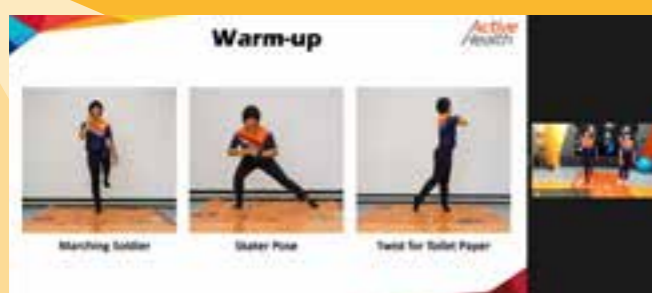 Warm-up
Active
Health
Marching Soldier
Skater Pose
Twist for Toilet Paper